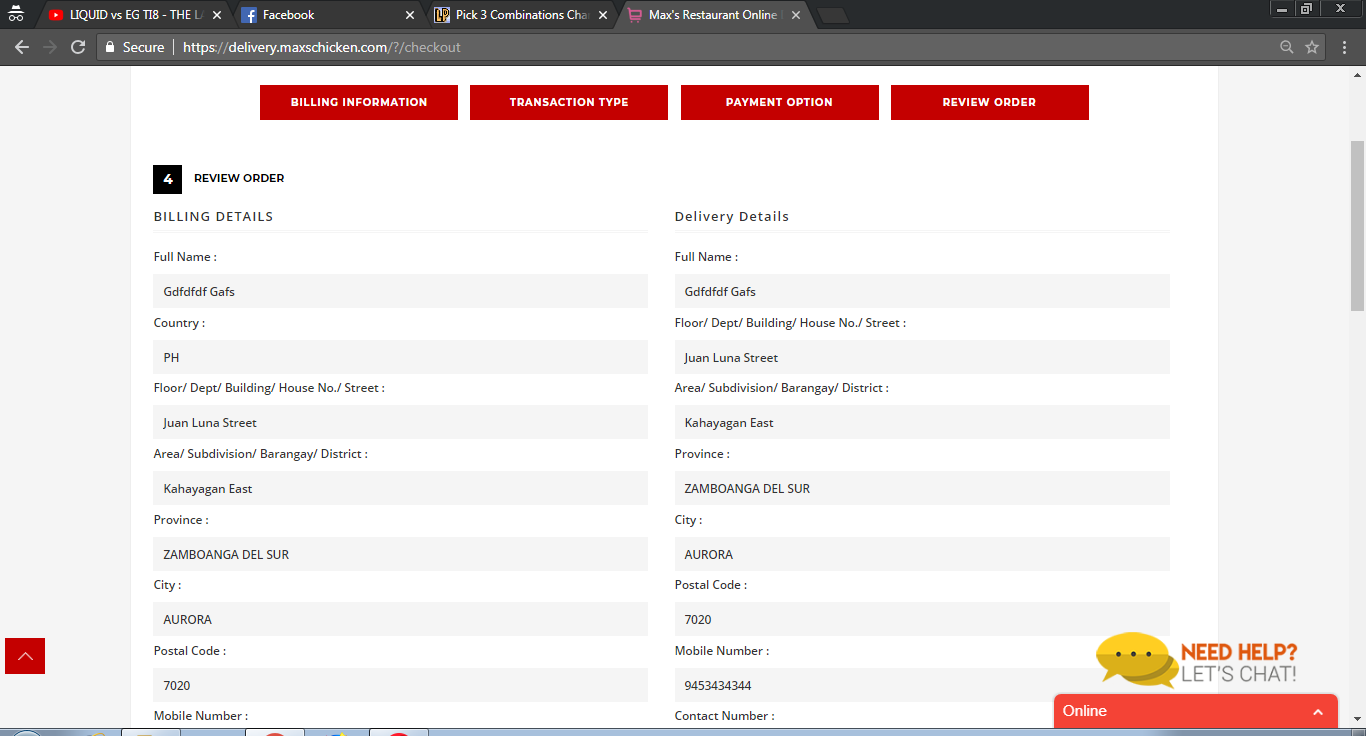 LIQUID vs EG TI8 - THE LA
Facebook
Pick 3 Combinations Cha
Max's Restaurant Online
Secure
https://delivery.maxschicken.com/?/checkout
BILLING INFORMATION
TRANSACTION TYPE
PAYMENT OPTION
REVIEW ORDER
4 REVIEW ORDER
BILLING DETAILS
Full Name :
Gdfdfdf Gafs
Country :
PH
Floor/ Dept/ Building/ House No./ Street :
Juan Luna Street
Area/ Subdivision/ Barangay/ District :
Kahayagan East
Province :
ZAMBOANGA DEL SUR
City :
AURORA
Postal Code :
7020
Mobile Number :
Delivery Details
Full Name :
Gdfdfdf Gafs
Floor/ Dept/ Building/ House No./ Street :
Juan Luna Street
Area/ Subdivision/ Barangay/ District :
Kahayagan East
Province :
ZAMBOANGA DEL SUR
City :
AURORA
Postal Code :
7020
Mobile Number :
9453434344
Contact Number :
NEED HELP?
LET'S CHAT!
Online